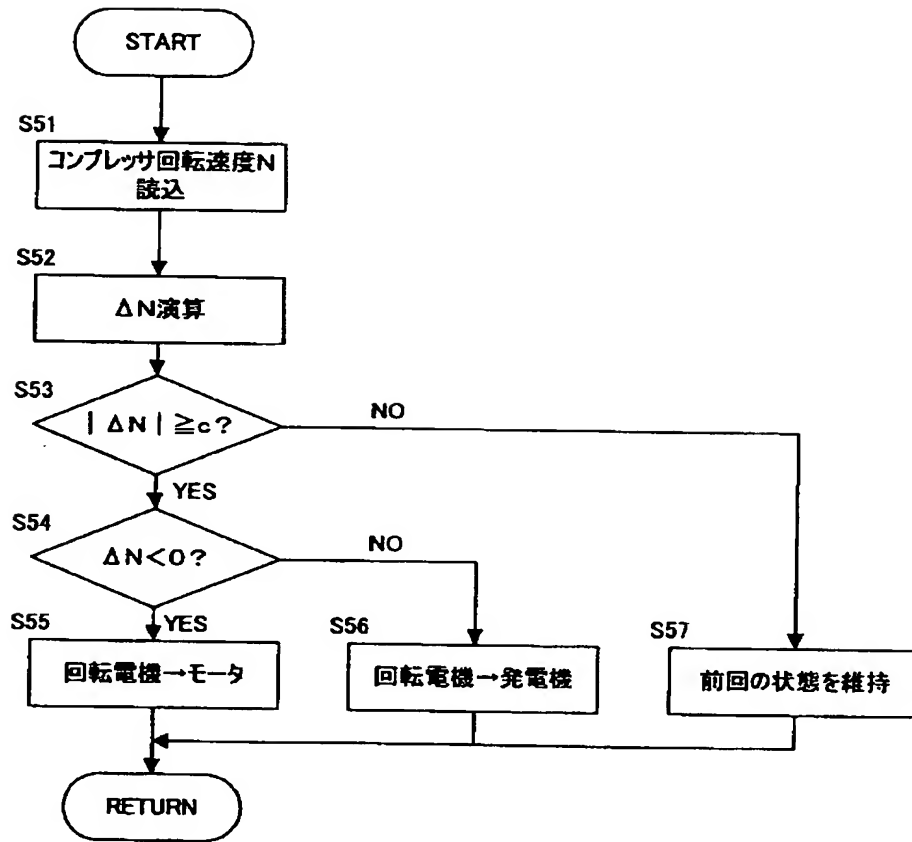 START
S51
コンプレッサ回転速度N
読込
S52
ΔN演算
S53
|ΔN|≧c?
NO
YES
S54
ΔN<0?
NO
YES
S55
回転電機→モータ
S56
回転電機→発電機
S57
前回の状態を維持
RETURN